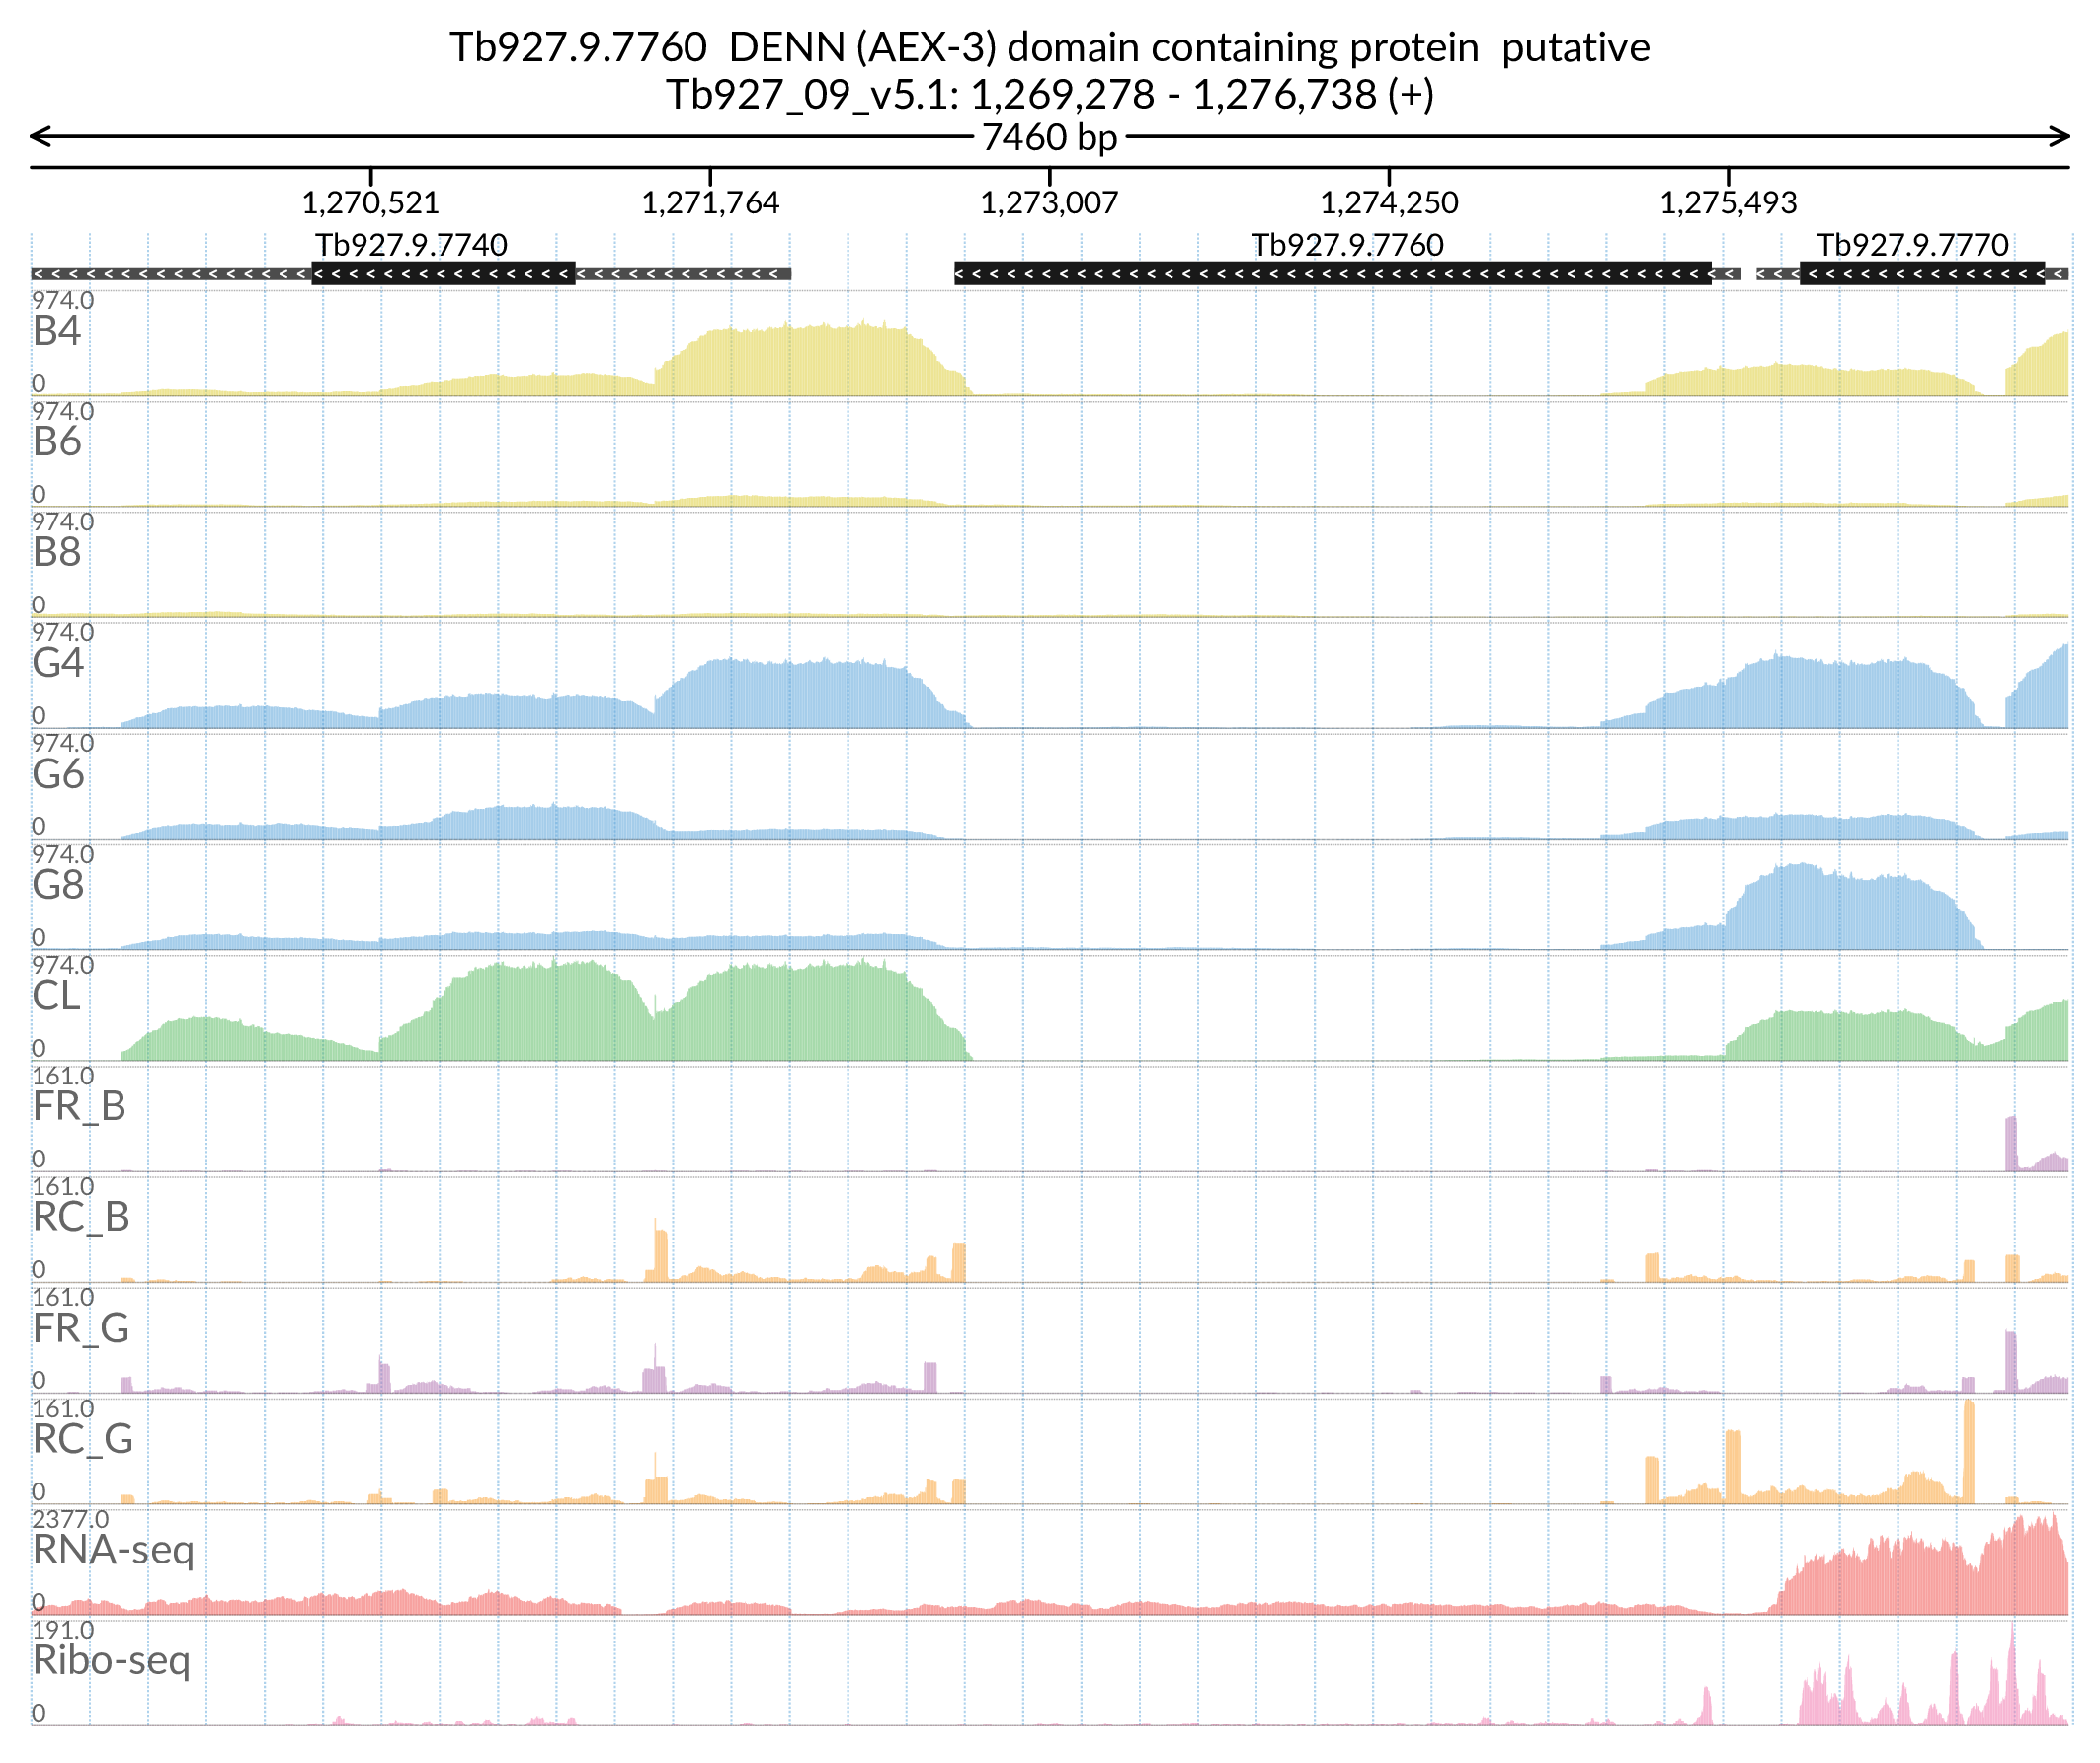 Tb927.9.7760 DENN (AEX-3) domain containing protein putative
Tb927_09_v5.1: 1,269,278 - 1,276,738 (+)
7460 bp
1,270,521 1,271,764 1,273,007 1,274,250 1,275,493
Tb927.9.7740 Tb927.9.7760 Tb927.9.7770
974.0
B4
0
974.0
B6
0
974.0
B8
0
974.0
G4
0
974.0
G6
0
974.0
G8
0
974.0
CL
0
161.0
FR_B
0
161.0
RC_B
0
161.0
FR_G
0
161.0
RC_G
0
2377.0
RNA-seq
0
191.0
Ribo-seq
0